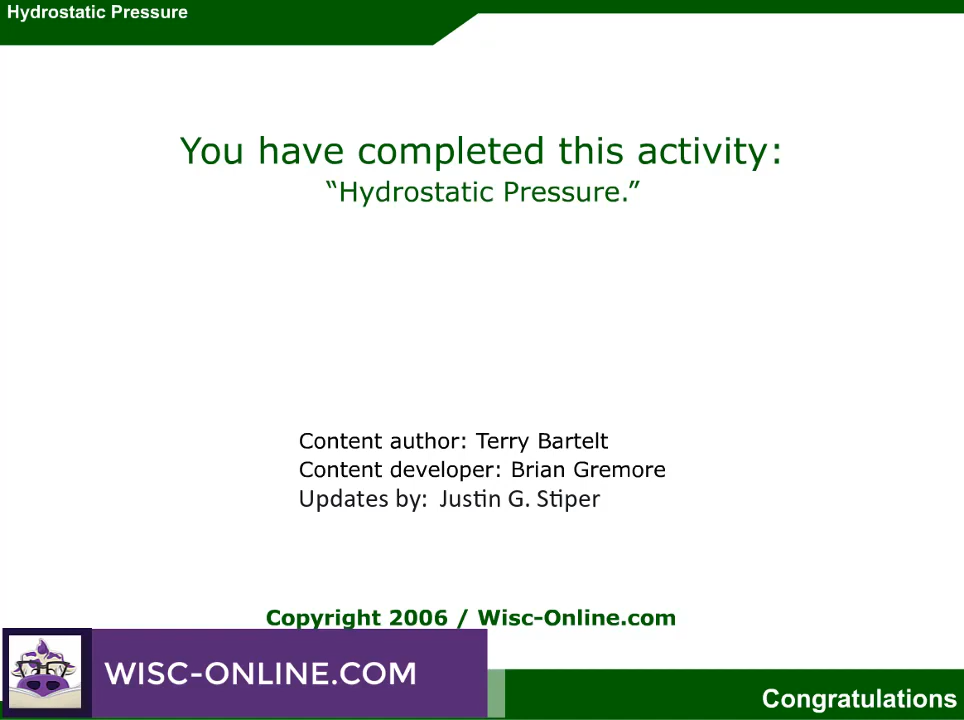 Hydrostatic Pressure
You have completed this activity:
“Hydrostatic Pressure.”
Content author: Terry Bartelt
Content developer: Brian Gremore
Updates by: Justin G. Stiper
Copyright 2006 / Wisc-Online.com
WISC-ONLINE.COM
Congratulations